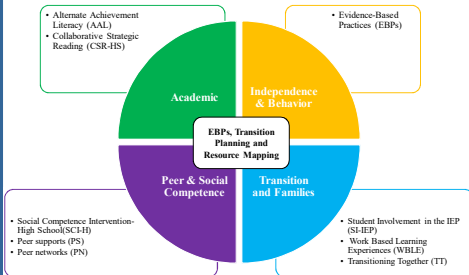 • Alternate Achievement
Literacy (AAL)
• Collaborative Strategic
Reading (CSR-HS)
• Evidence-Based
Practices (EBPs)
Academic
Independence
& Behavior
EBPs, Transition
Planning and
Resource Mapping
Peer & Social
Competence
Transition
and Families
• Social Competence Intervention-
High School(SCI-H)
• Peer supports (PS)
• Peer networks (PN)
• Student Involvement in the IEP
(SI-IEP)
• Work Based Learning
Experiences (WBLE)
• Transitioning Together (TT)